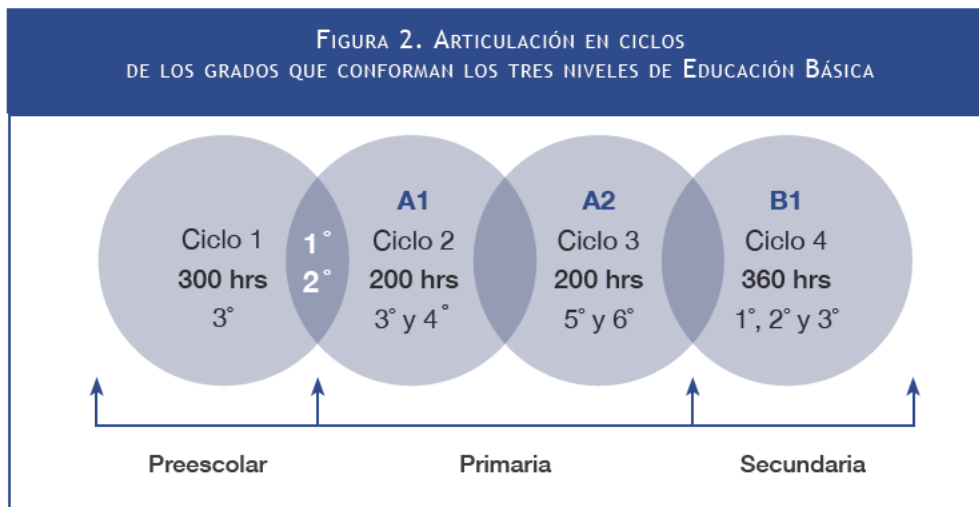 FIGURA 2. ARTICULACIÓN EN CICLOS
DE LOS GRADOS QUE CONFORMAN LOS TRES NIVELES DE EDUCACIÓN BÁSICA
Ciclo 1
300 hrs
3°
1°
2°
A1
Ciclo 2
200 hrs
3° y 4°
A2
Ciclo 3
200 hrs
5° y 6°
B1
Ciclo 4
360 hrs
1°, 2° y 3°
Preescolar
Primaria
Secundaria